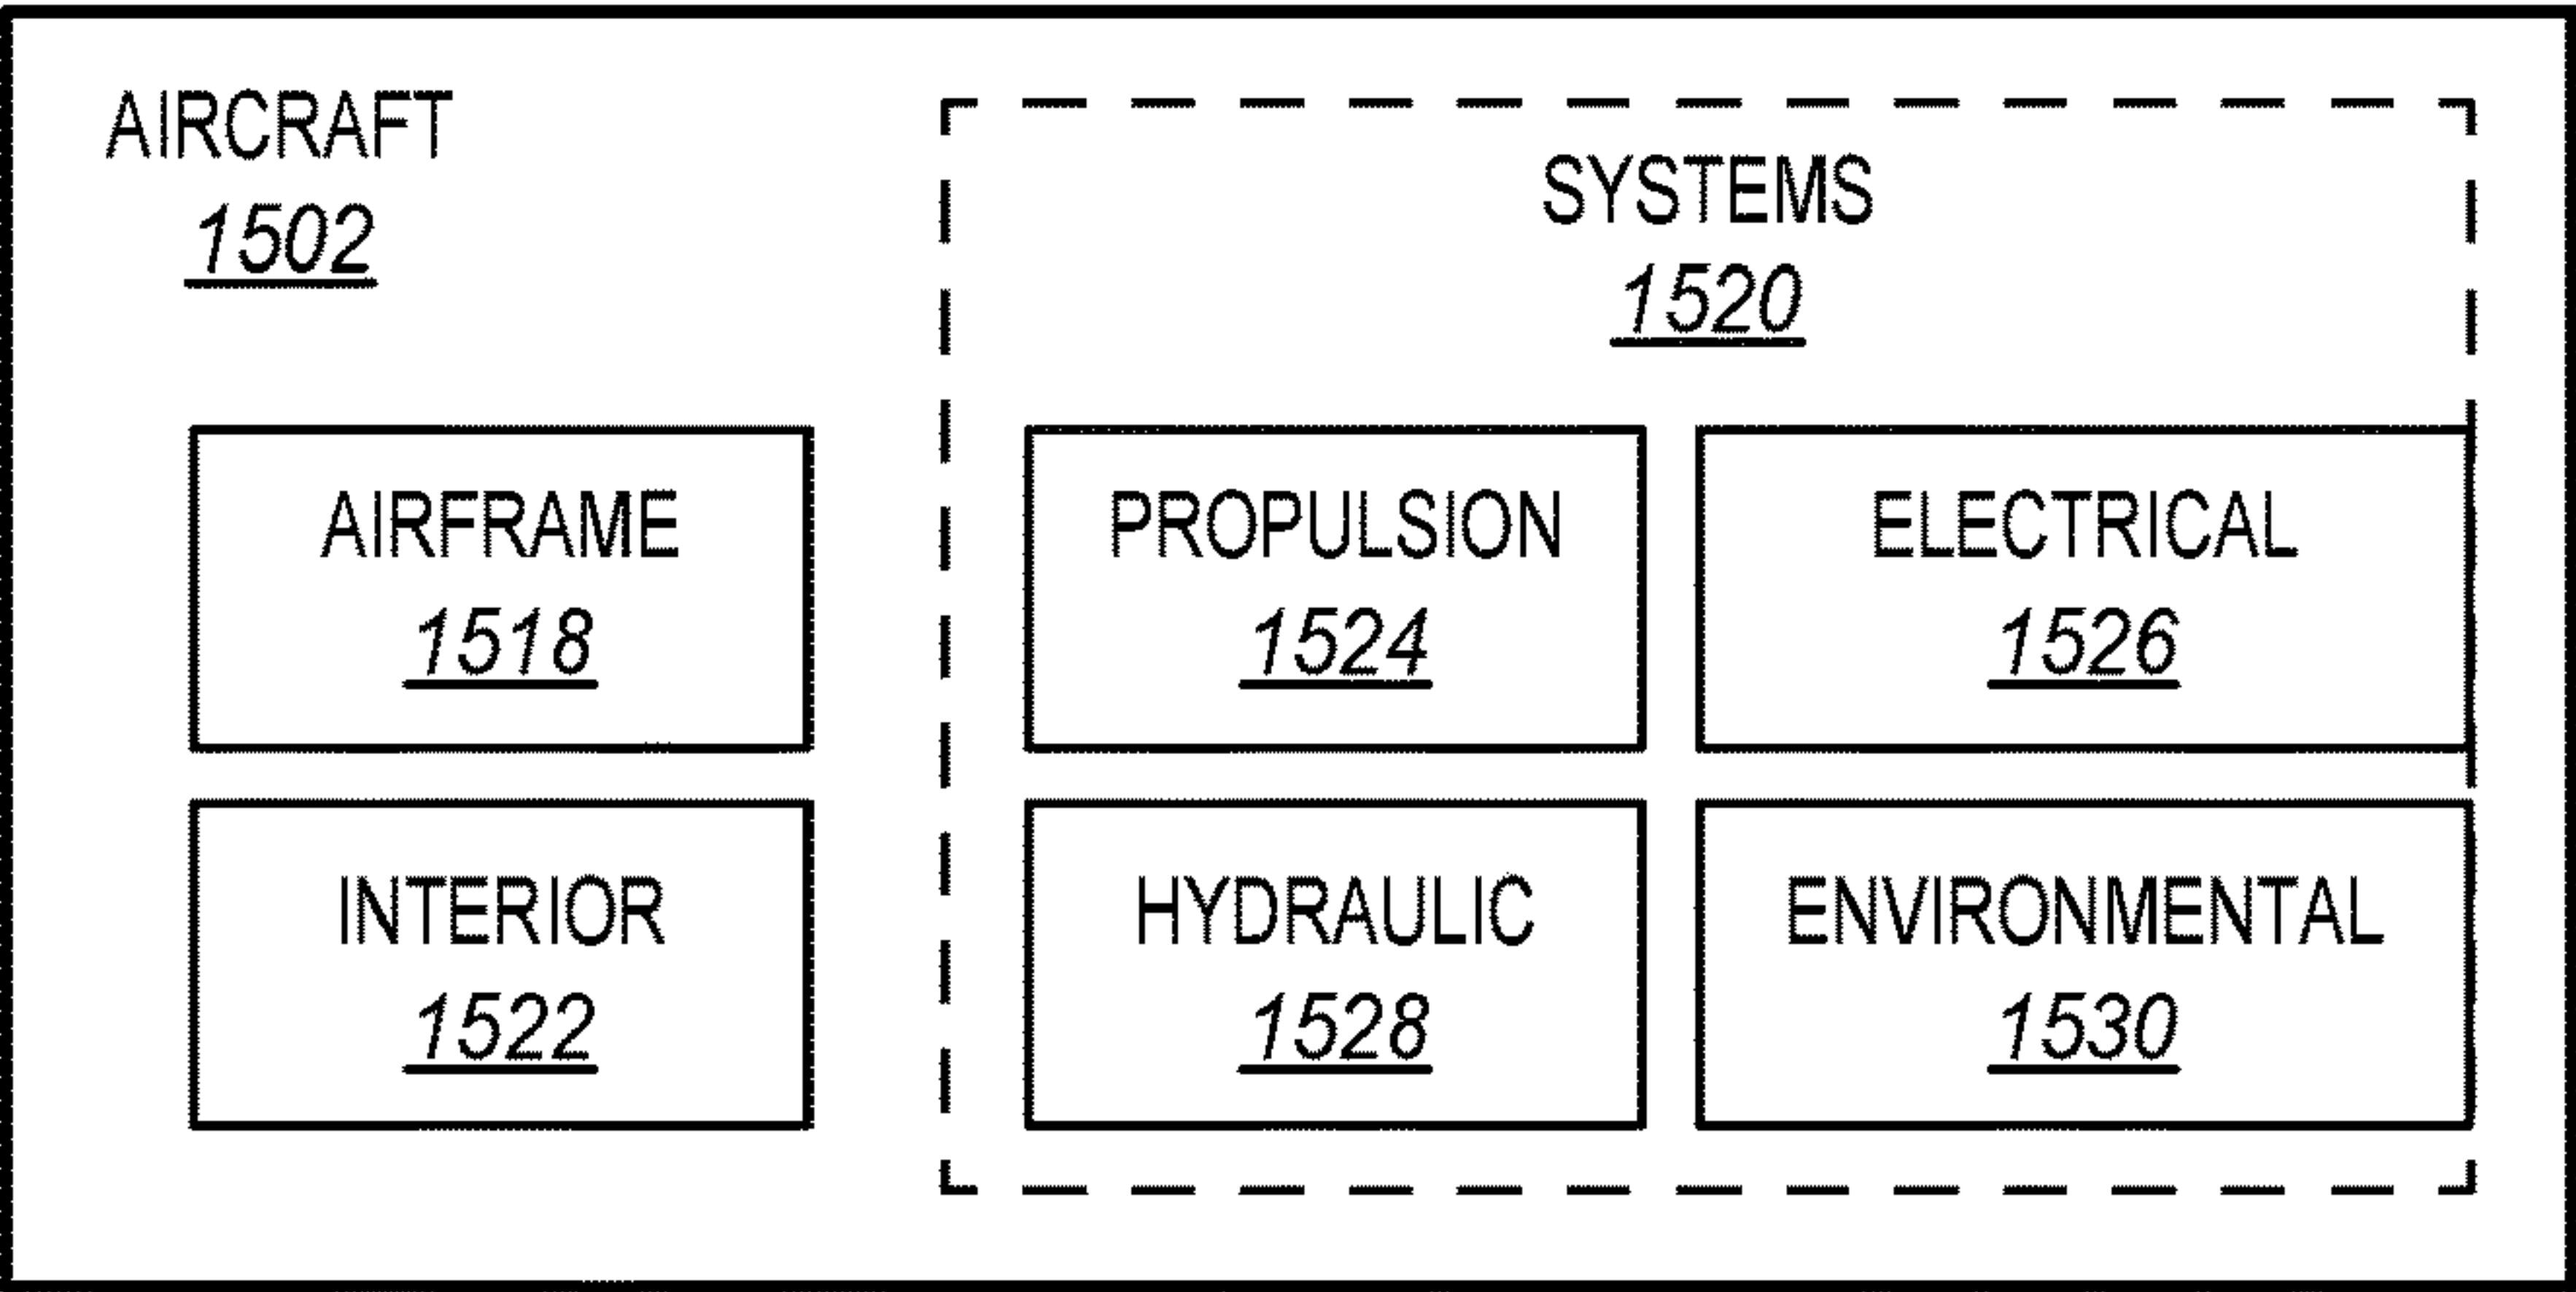 AIRCRAFT
1502
SYSTEMS
1520
AIRFRAME
1518
PROPULSION
1524
ELECTRICAL
1526
INTERIOR
1522
HYDRAULIC
1528
ENVIRONMENTAL
1530